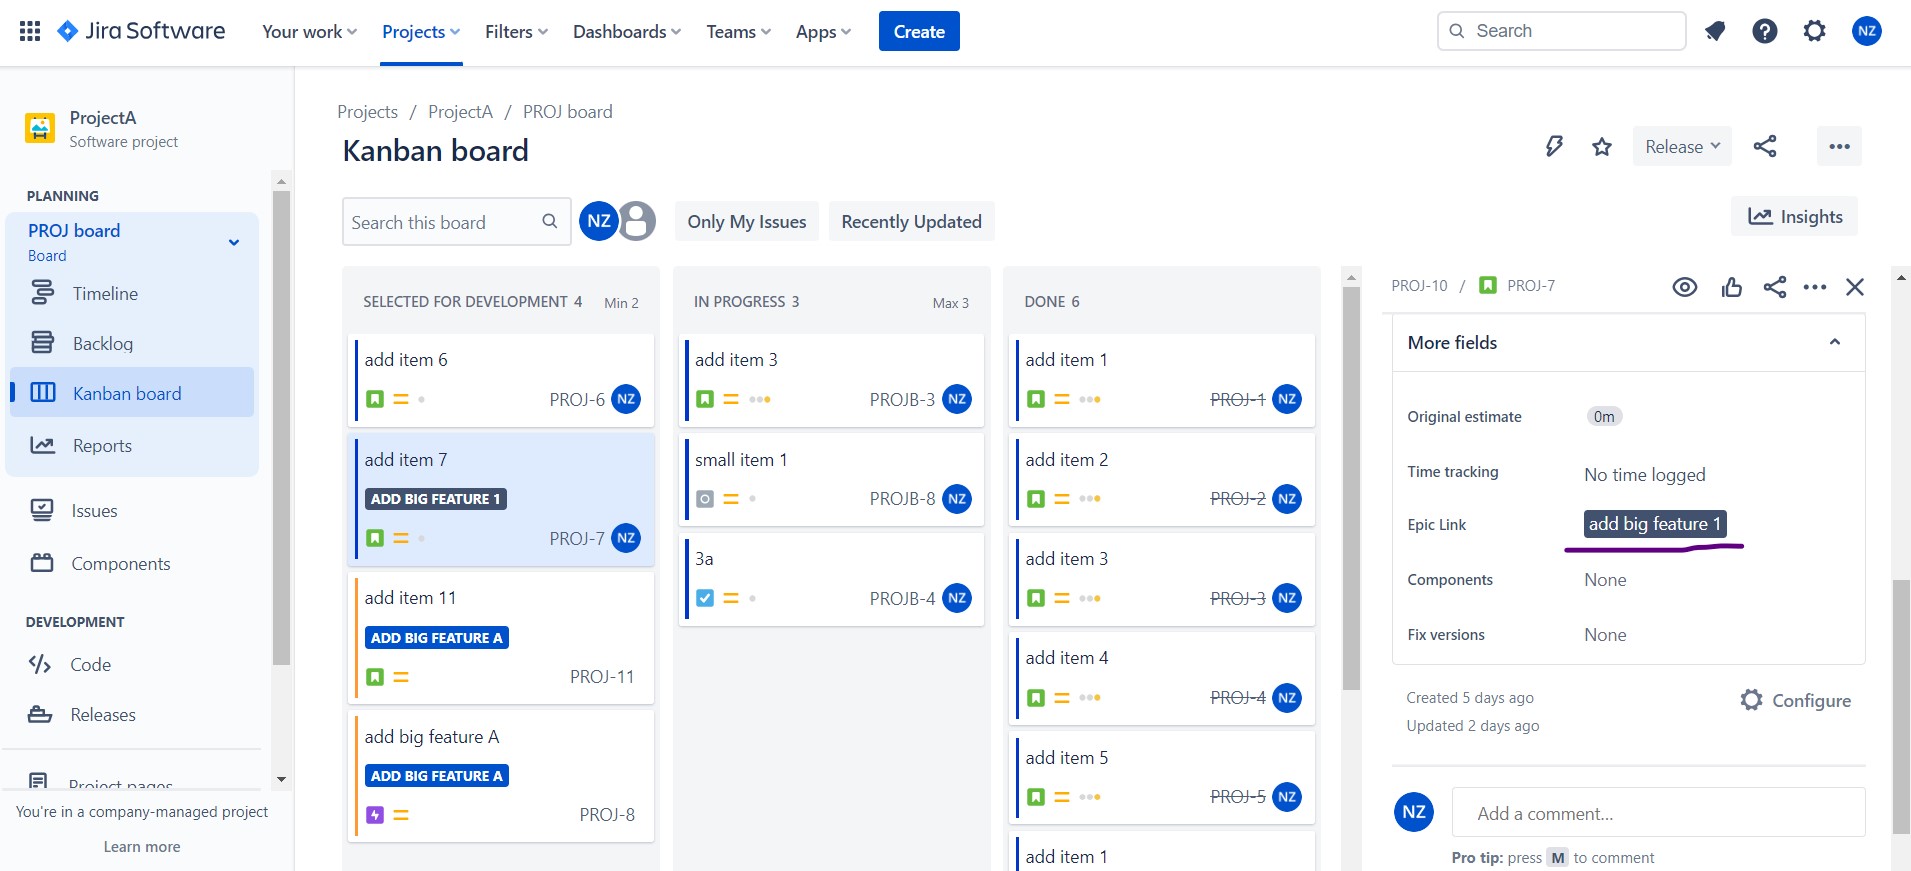 Jira Software
Your work
Projects
Filters
Dashboards
Teams
Apps
Create
Search
NZ
ProjectA
Software project
PLANNING
PROJ board
Board
Timeline
Backlog
Kanban board
Reports
Issues
Components
DEVELOPMENT
Code
Releases
Project pages
You're in a company-managed project
Learn more
Projects / ProjectA / PROJ board
Kanban board
Release
Search this board
NZ
Only My Issues
Recently Updated
Insights
SELECTED FOR DEVELOPMENT 4 Min 2
add item 6
PROJ-6 NZ
add item 7
ADD BIG FEATURE 1
PROJ-7 NZ
add item 11
ADD BIG FEATURE A
PROJ-11
add big feature A
ADD BIG FEATURE A
PROJ-8
IN PROGRESS 3 Max 3
add item 3
PROJB-3 NZ
small item 1
PROJB-8 NZ
3a
PROJB-4 NZ
DONE 6
add item 1
PROJ-1 NZ
add item 2
PROJ-2 NZ
add item 3
PROJ-3 NZ
add item 4
PROJ-4 NZ
add item 5
PROJ-5 NZ
add item 1
PROJ-10 / PROJ-7
More fields
Original estimate 0m
Time tracking No time logged
Epic Link add big feature 1
Components None
Fix versions None
Created 5 days ago
Updated 2 days ago
Configure
NZ
Add a comment...
Pro tip: press M to comment